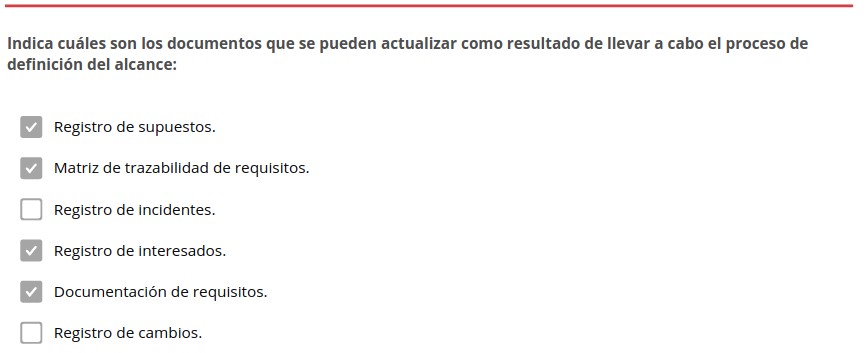 Indica cuáles son los documentos que se pueden actualizar como resultado de llevar a cabo el proceso de
definición del alcance:
Registro de supuestos.
Matriz de trazabilidad de requisitos.
Registro de incidentes.
Registro de interesados.
Documentación de requisitos.
Registro de cambios.